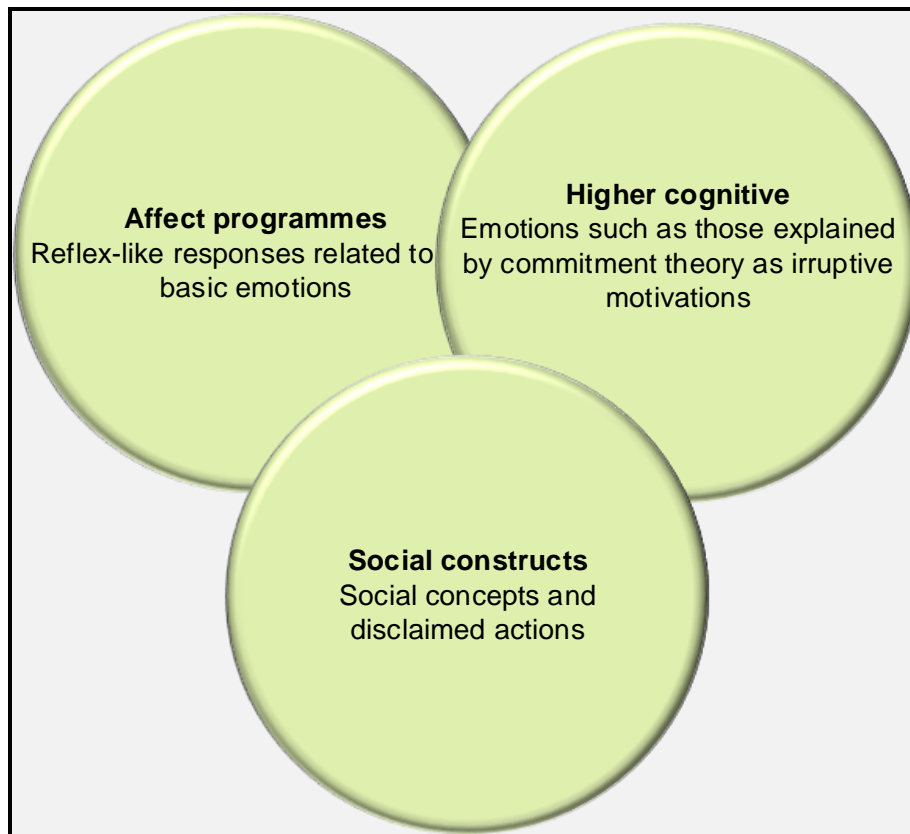 Affect programmes
Reflex-like responses related to
basic emotions
Higher cognitive
Emotions such as those explained
by commitment theory as irruptive
motivations
Social constructs
Social concepts and
disclaimed actions